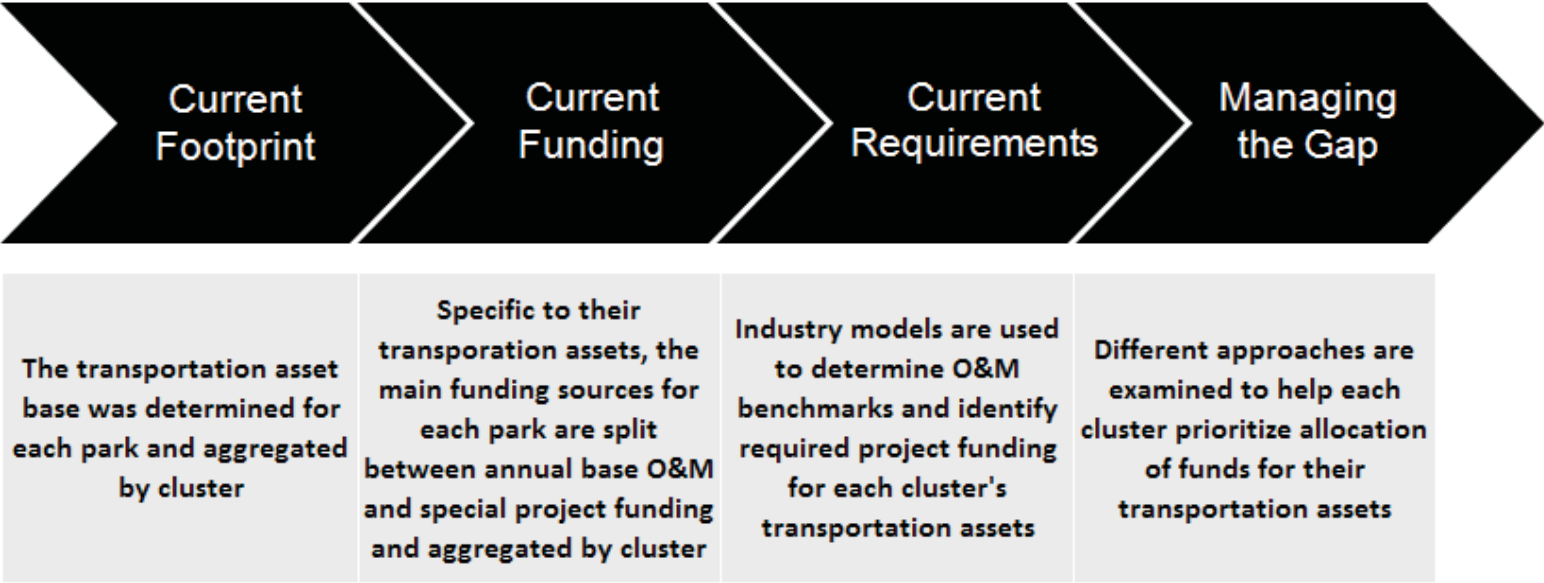 Current
Footprint
Current
Funding
Current
Requirements
Managing
the Gap
The transportation asset
base was determined for
each park and aggregated
by cluster
Specific to their
transporation assets, the
main funding sources for
each park are split
between annual base O&M
and special project funding
and aggregated by cluster
Industry models are used
to determine O&M
benchmarks and identify
required project funding
for each cluster's
transportation assets
Different approaches are
examined to help each
cluster prioritize allocation
of funds for their
transportation assets